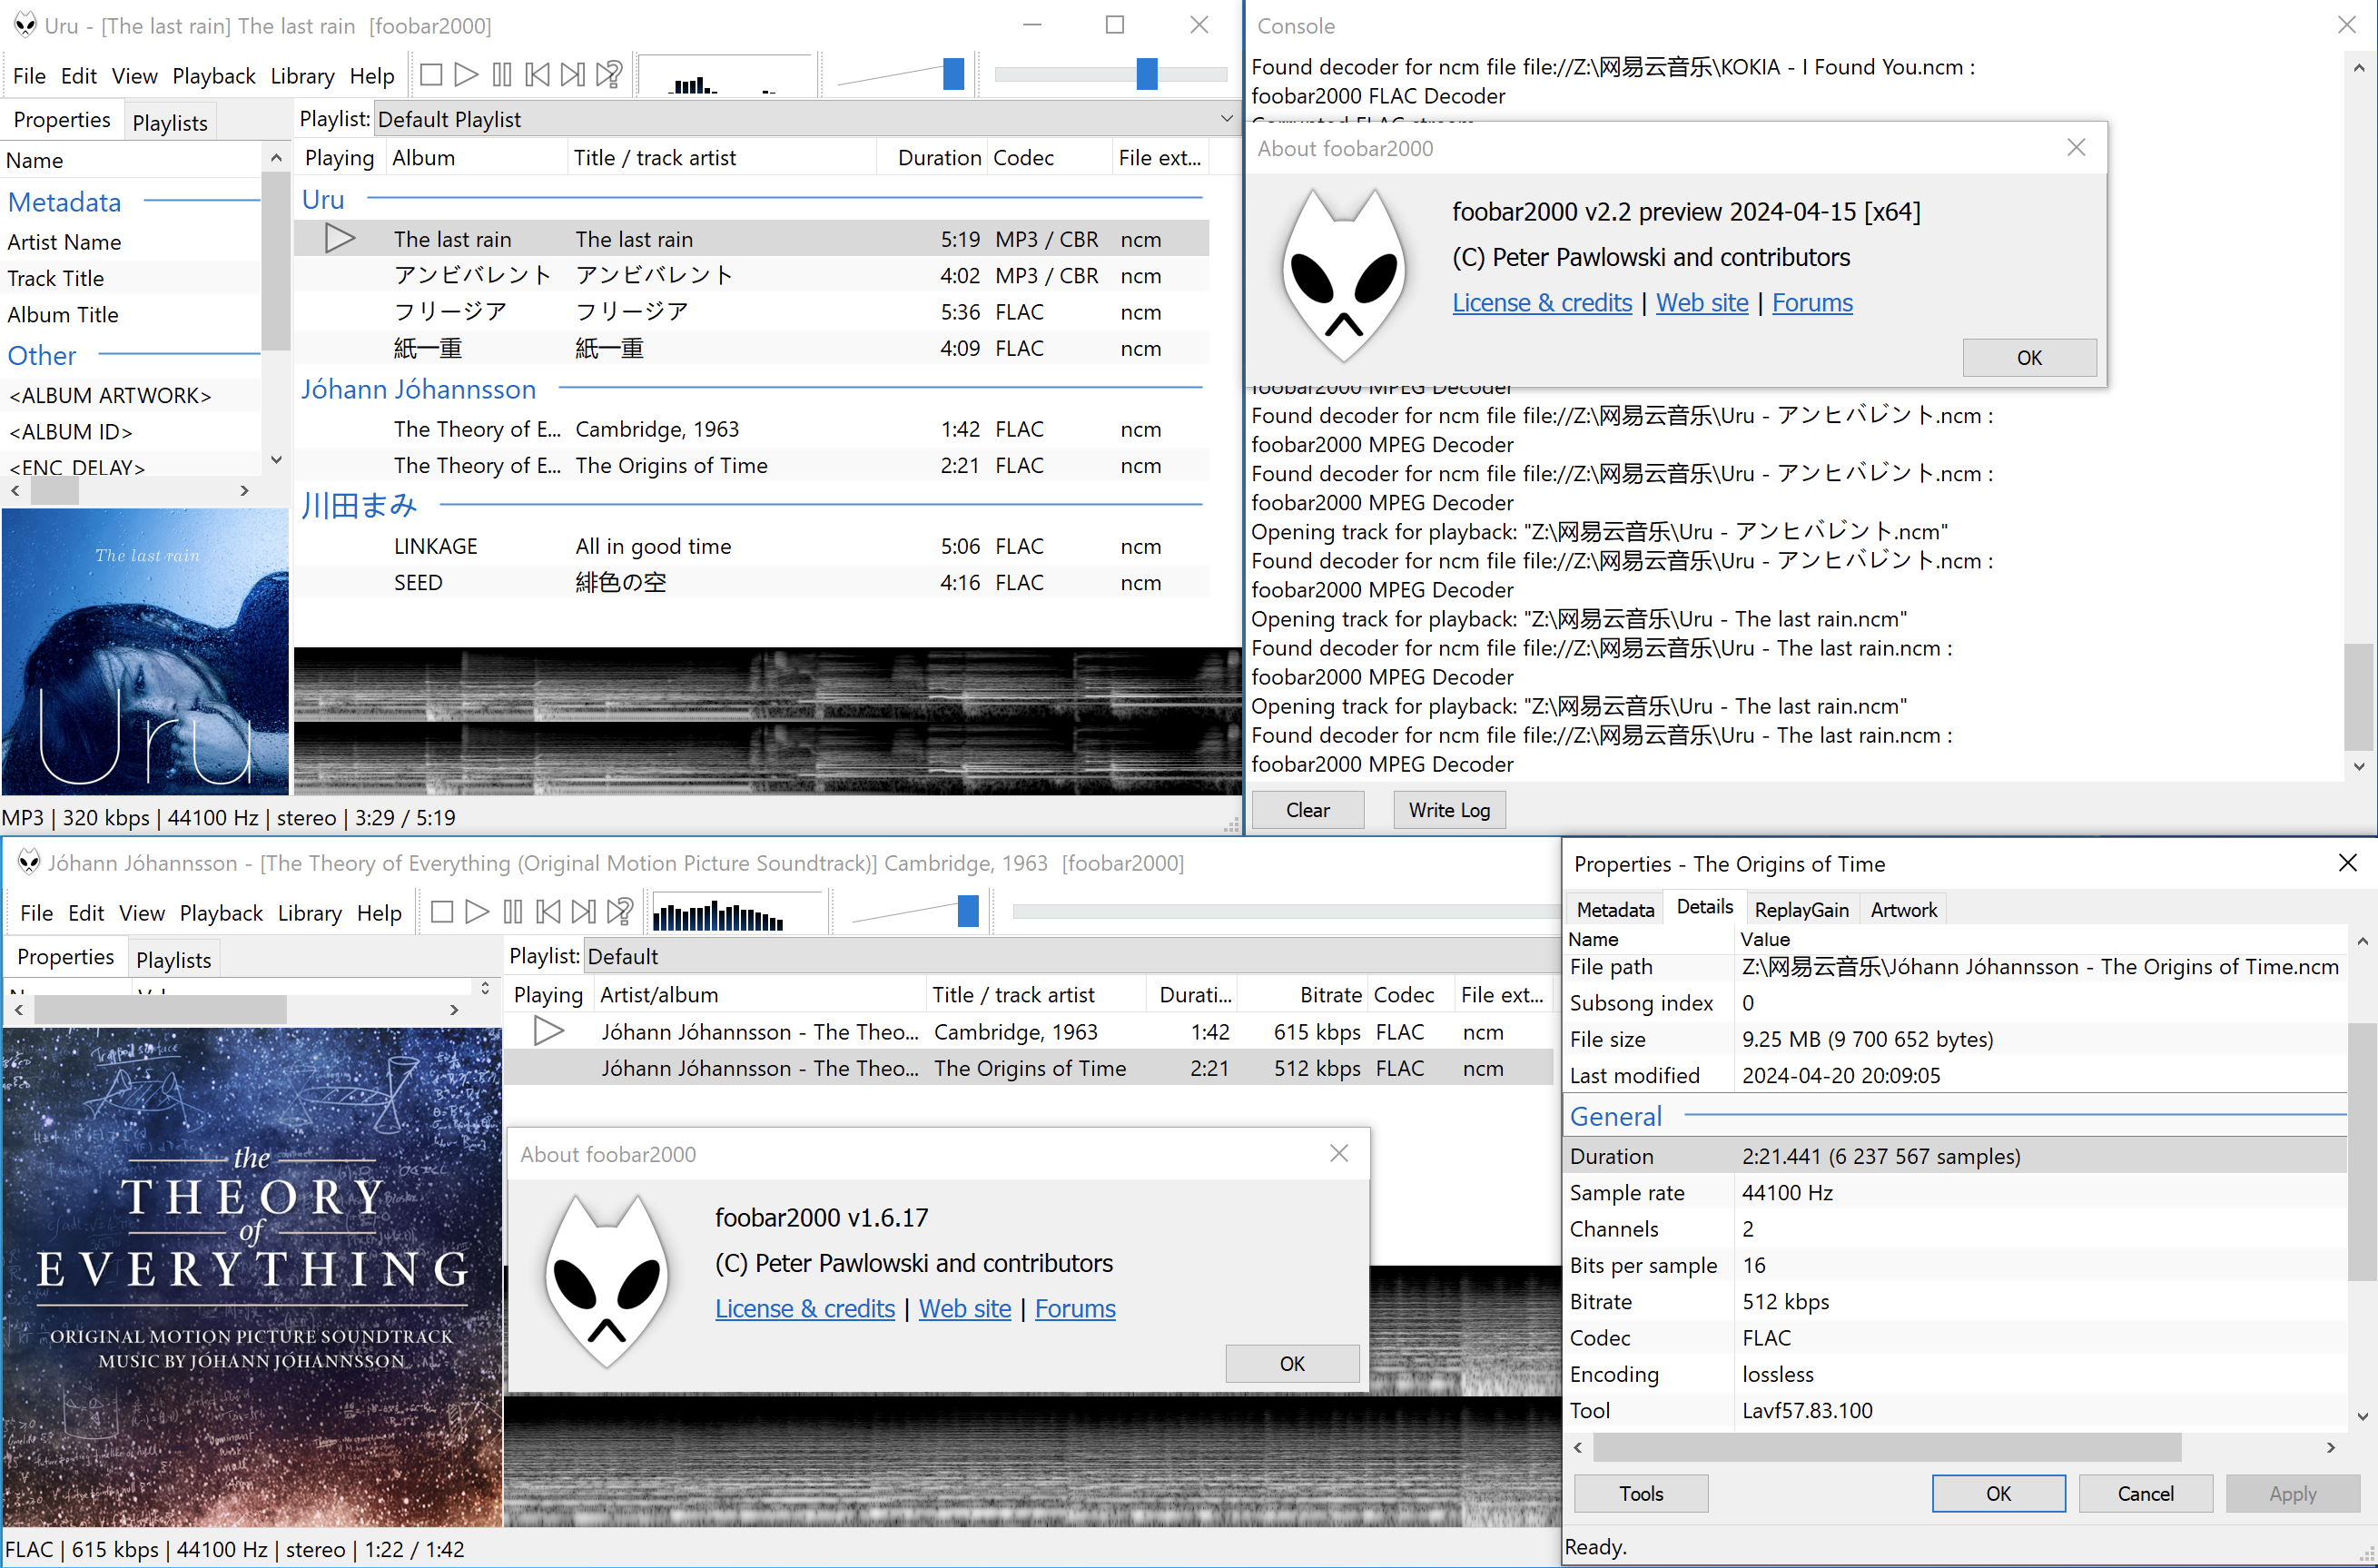 Uru - [The last rain] The last rain [foobar2000]
File Edit View Playback Library Help
Properties Playlists
Name
Metadata
Artist Name
Track Title
Album Title
Other
<ALBUM ARTWORK>
<ALBUM ID>
<ENC_DELAY>
The last rain
Uru
Playlist: Default Playlist
Playing Album Title / track artist Duration Codec File ext...
Uru
The last rain The last rain 5:19 MP3 / CBR ncm
アンビバレント アンビバレント 4:02 MP3 / CBR ncm
フリージア フリージア 5:36 FLAC ncm
紙一重 紙一重 4:09 FLAC ncm
Jóhann Jóhannsson
The Theory of E... Cambridge, 1963 1:42 FLAC ncm
The Theory of E... The Origins of Time 2:21 FLAC ncm
川田まみ
LINKAGE All in good time 5:06 FLAC ncm
SEED 緋色の空 4:16 FLAC ncm
MP3 | 320 kbps | 44100 Hz | stereo | 3:29 / 5:19
Console
Found decoder for ncm file file://Z:\网易云音乐\KOKIA - I Found You.ncm :
foobar2000 FLAC Decoder
Corrupted FLAC stream
About foobar2000
foobar2000 v2.2 preview 2024-04-15 [x64]
(C) Peter Pawlowski and contributors
License & credits | Web site | Forums
OK
foobar2000 MPEG Decoder
Found decoder for ncm file file://Z:\网易云音乐\Uru - アンビバレント.ncm :
foobar2000 MPEG Decoder
Found decoder for ncm file file://Z:\网易云音乐\Uru - アンビバレント.ncm :
foobar2000 MPEG Decoder
Opening track for playback: "Z:\网易云音乐\Uru - アンビバレント.ncm"
Found decoder for ncm file file://Z:\网易云音乐\Uru - アンビバレント.ncm :
foobar2000 MPEG Decoder
Opening track for playback: "Z:\网易云音乐\Uru - The last rain.ncm"
Found decoder for ncm file file://Z:\网易云音乐\Uru - The last rain.ncm :
foobar2000 MPEG Decoder
Opening track for playback: "Z:\网易云音乐\Uru - The last rain.ncm"
Found decoder for ncm file file://Z:\网易云音乐\Uru - The last rain.ncm :
foobar2000 MPEG Decoder
Clear Write Log
Jóhann Jóhannsson - [The Theory of Everything (Original Motion Picture Soundtrack)] Cambridge, 1963 [foobar2000]
File Edit View Playback Library Help
Properties Playlists
the
THEORY
of
EVERYTHING
ORIGINAL MOTION PICTURE SOUNDTRACK
MUSIC BY JÓHANN JÓHANNSSON
Playlist: Default
Playing Artist/album Title / track artist Durati... Bitrate Codec File ext...
Jóhann Jóhannsson - The Theo... Cambridge, 1963 1:42 615 kbps FLAC ncm
Jóhann Jóhannsson - The Theo... The Origins of Time 2:21 512 kbps FLAC ncm
About foobar2000
foobar2000 v1.6.17
(C) Peter Pawlowski and contributors
License & credits | Web site | Forums
OK
FLAC | 615 kbps | 44100 Hz | stereo | 1:22 / 1:42
Properties - The Origins of Time
Metadata Details ReplayGain Artwork
Name Value
File path Z:\网易云音乐\Jóhann Jóhannsson - The Origins of Time.ncm
Subsong index 0
File size 9.25 MB (9 700 652 bytes)
Last modified 2024-04-20 20:09:05
General
Duration 2:21.441 (6 237 567 samples)
Sample rate 44100 Hz
Channels 2
Bits per sample 16
Bitrate 512 kbps
Codec FLAC
Encoding lossless
Tool Lavf57.83.100
Tools OK Cancel Apply
Ready.